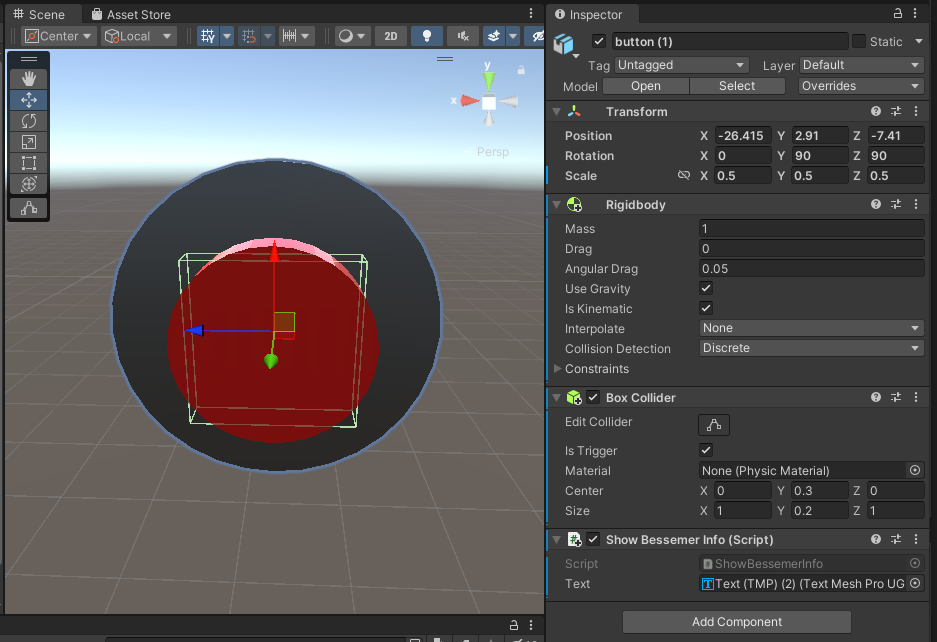 Scene
Asset Store
Center
Local
2D
y
x
Persp
Inspector
button (1)
Static
Tag
Untagged
Layer
Default
Model
Open
Select
Overrides
Transform
Position X -26.415 Y 2.91 Z -7.41
Rotation X 0 Y 90 Z 90
Scale X 0.5 Y 0.5 Z 0.5
Rigidbody
Mass 1
Drag 0
Angular Drag 0.05
Use Gravity
Is Kinematic
Interpolate None
Collision Detection Discrete
Constraints
Box Collider
Edit Collider
Is Trigger
Material None (Physic Material)
Center X 0 Y 0.3 Z 0
Size X 1 Y 0.2 Z 1
Show Bessemer Info (Script)
Script ShowBessemerInfo
Text Text (TMP) (2) (Text Mesh Pro UG
Add Component